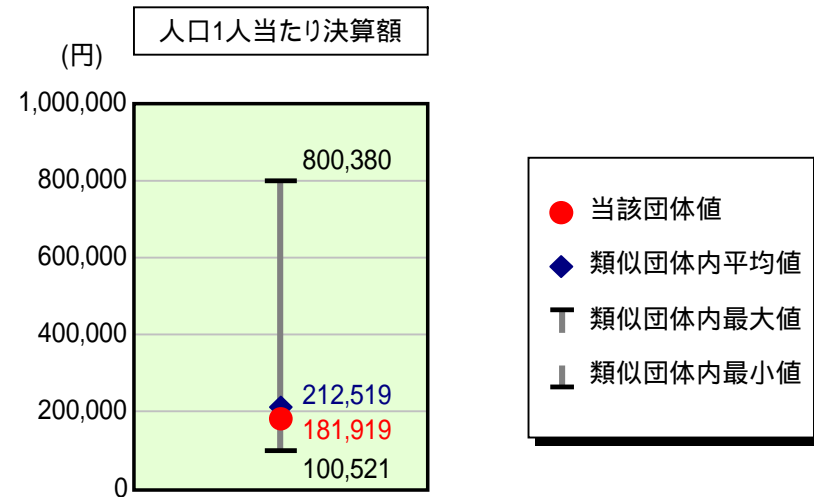 人口1人当たり決算額
(円)
1,000,000
800,000
600,000
400,000
200,000
0
800,380
212,519
181,919
100,521
当該団体値
類似団体内平均値
類似団体内最大値
類似団体内最小値